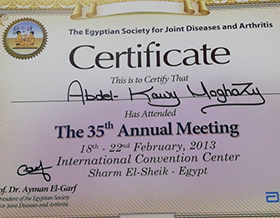 The Egyptian Society for Joint Diseases and Arthritis
Certificate
This is to Certify That
Abdel-Kawy Moghazy
Has Attended
The 35th Annual Meeting
18th - 22nd February, 2013
International Convention Center
Sharm El-Sheik - Egypt
of. Dr. Ayman El-Garf
President of the Egyptian Society
for Joint Diseases and Arthritis